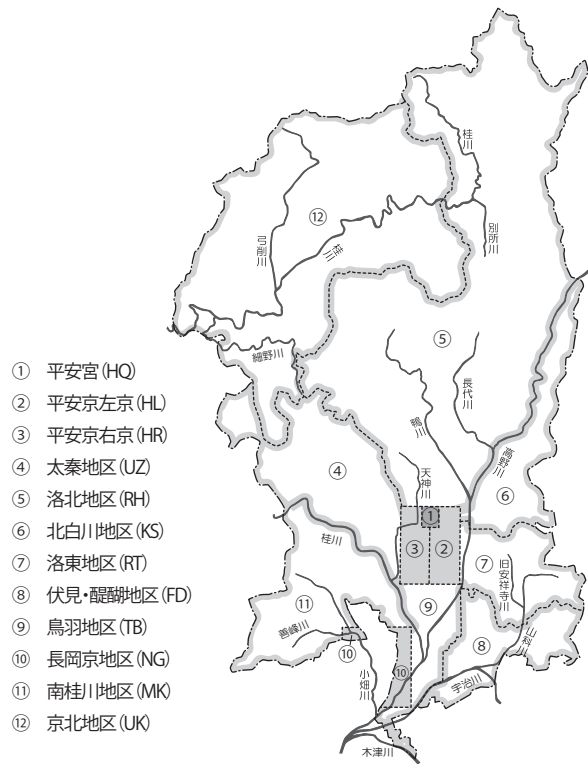 ① 平安宮(HQ)
② 平安京左京(HL)
③ 平安京右京(HR)
④ 太秦地区(UZ)
⑤ 洛北地区(RH)
⑥ 北白川地区(KS)
⑦ 洛東地区(RT)
⑧ 伏見・醍醐地区(FD)
⑨ 鳥羽地区(TB)
⑩ 長岡京地区(NG)
⑪ 南桂川地区(MK)
⑫ 京北地区(UK)
桂川
⑫
別所川
弓削川
桂川
細野川
⑤
長代川
鴨川
高野川
④
天神川
⑥
①
③
②
桂川
⑦
旧安祥寺川
⑪
⑨
山科川
善峰川
⑩
⑩
⑧
小畑川
宇治川
木津川